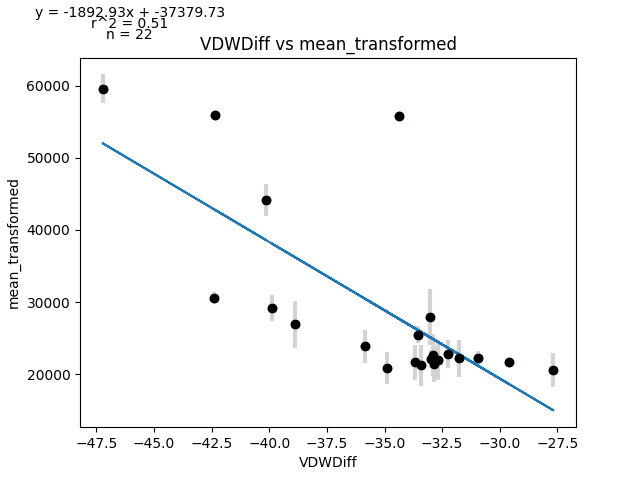 y = -1892.93x + -37379.73
r^2 = 0.51
n = 22
VDWDiff vs mean_transformed
60000
50000
40000
30000
20000
mean_transformed
−47.5 −45.0 −42.5 −40.0 −37.5 −35.0 −32.5 −30.0 −27.5
VDWDiff